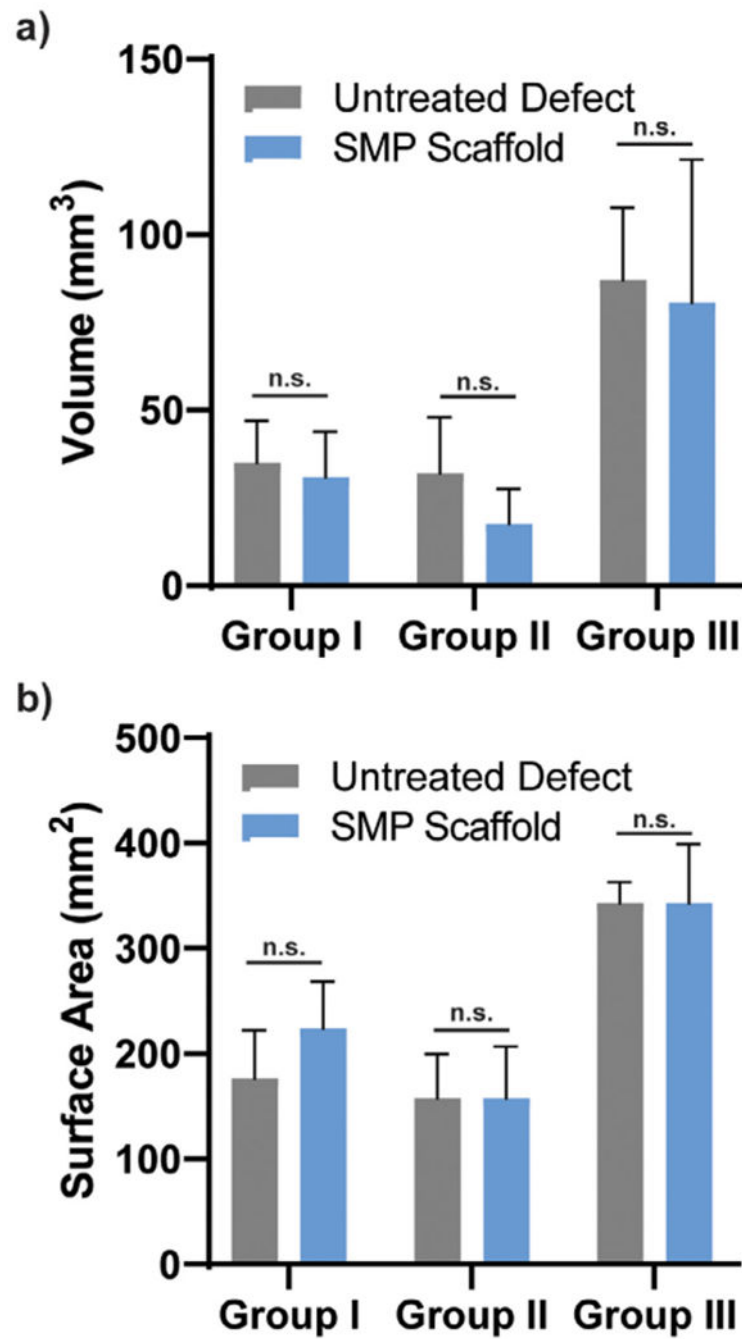 a)
150
100
50
0
Volume (mm³)
Untreated Defect
SMP Scaffold
n.s.
n.s.
n.s.
Group I
Group II
Group III
b)
500
400
300
200
100
0
Surface Area (mm²)
Untreated Defect
SMP Scaffold
n.s.
n.s.
n.s.
Group I
Group II
Group III